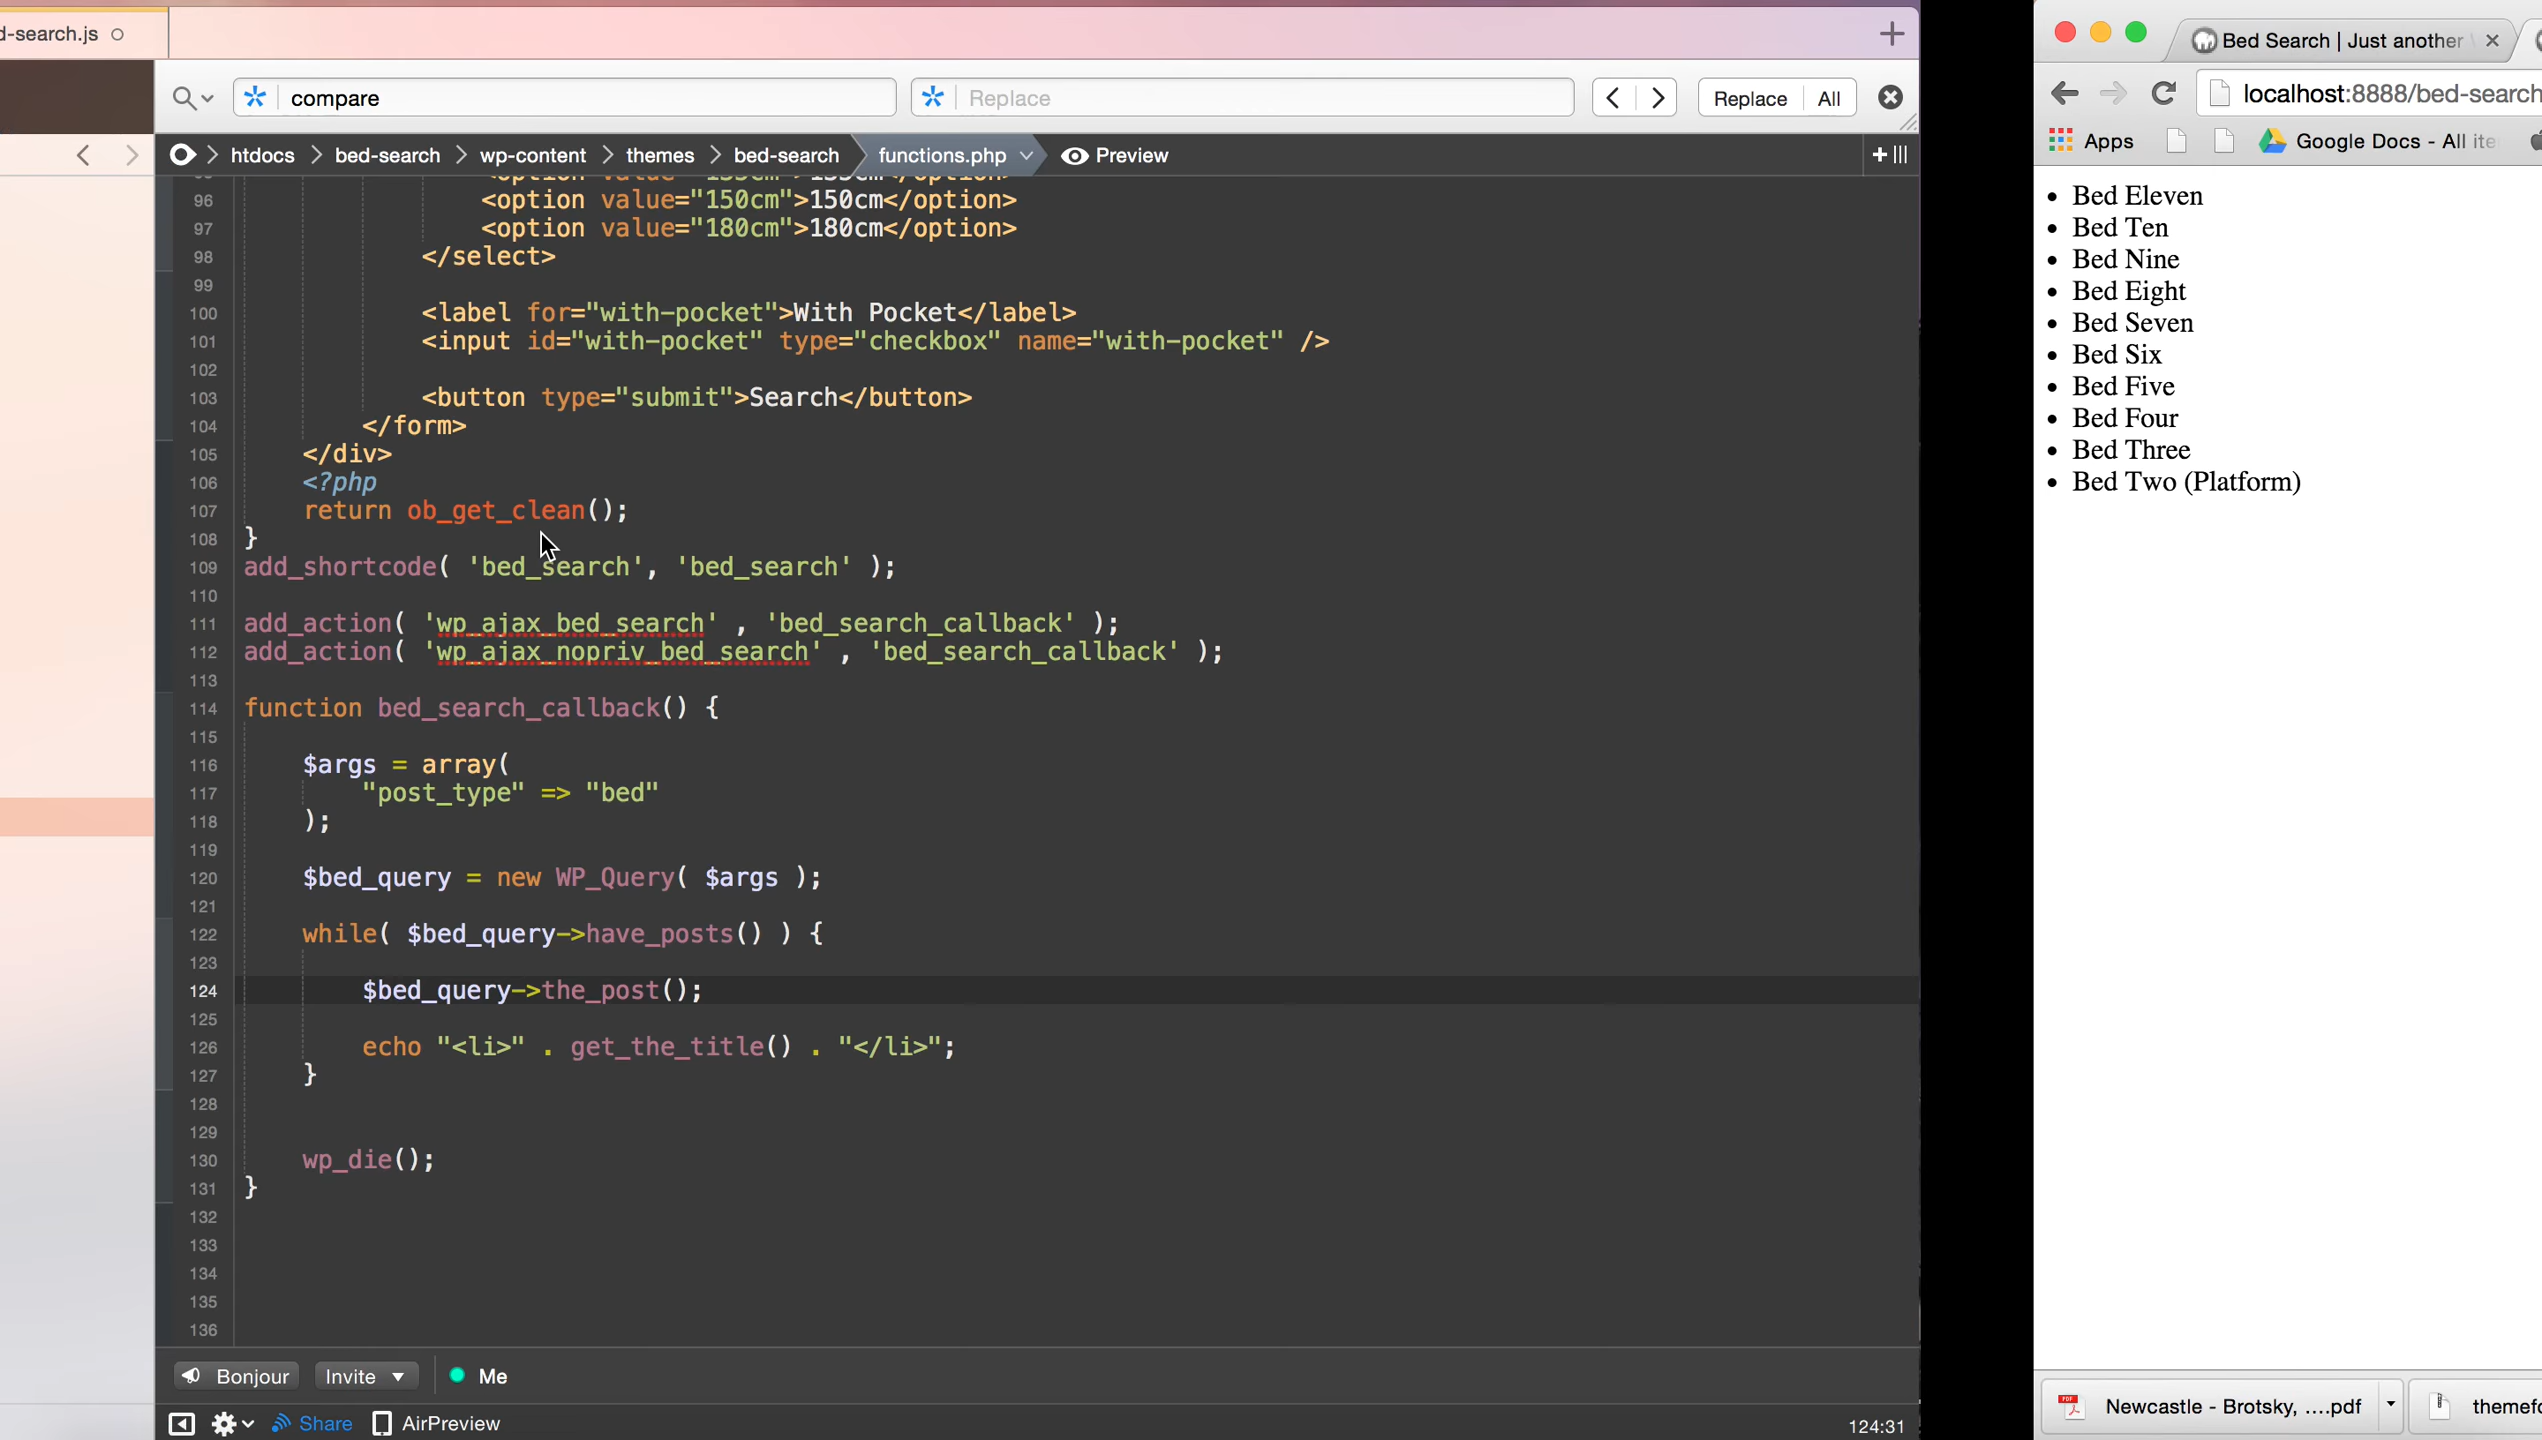 d-search.js
compare
Replace
Replace All
htdocs bed-search wp-content themes bed-search functions.php Preview
96 <option value="150cm">150cm</option>
97 <option value="180cm">180cm</option>
98 </select>
99
100 <label for="with-pocket">With Pocket</label>
101 <input id="with-pocket" type="checkbox" name="with-pocket" />
102
103 <button type="submit">Search</button>
104 </form>
105 </div>
106 <?php
107 return ob_get_clean();
108 }
109 add_shortcode( 'bed_search', 'bed_search' );
110
111 add_action( 'wp_ajax_bed_search' , 'bed_search_callback' );
112 add_action( 'wp_ajax_nopriv_bed_search' , 'bed_search_callback' );
113
114 function bed_search_callback() {
115
116 $args = array(
117 "post_type" => "bed"
118 );
119
120 $bed_query = new WP_Query( $args );
121
122 while( $bed_query->have_posts() ) {
123
124 $bed_query->the_post();
125
126 echo "<li>" . get_the_title() . "</li>";
127 }
128
129
130 wp_die();
131 }
132
133
134
135
136
Bonjour Invite Me
Share AirPreview 124:31
Bed Search | Just another
localhost:8888/bed-search
Apps Google Docs - All ite
• Bed Eleven
• Bed Ten
• Bed Nine
• Bed Eight
• Bed Seven
• Bed Six
• Bed Five
• Bed Four
• Bed Three
• Bed Two (Platform)
Newcastle - Brotsky, ....pdf themefo